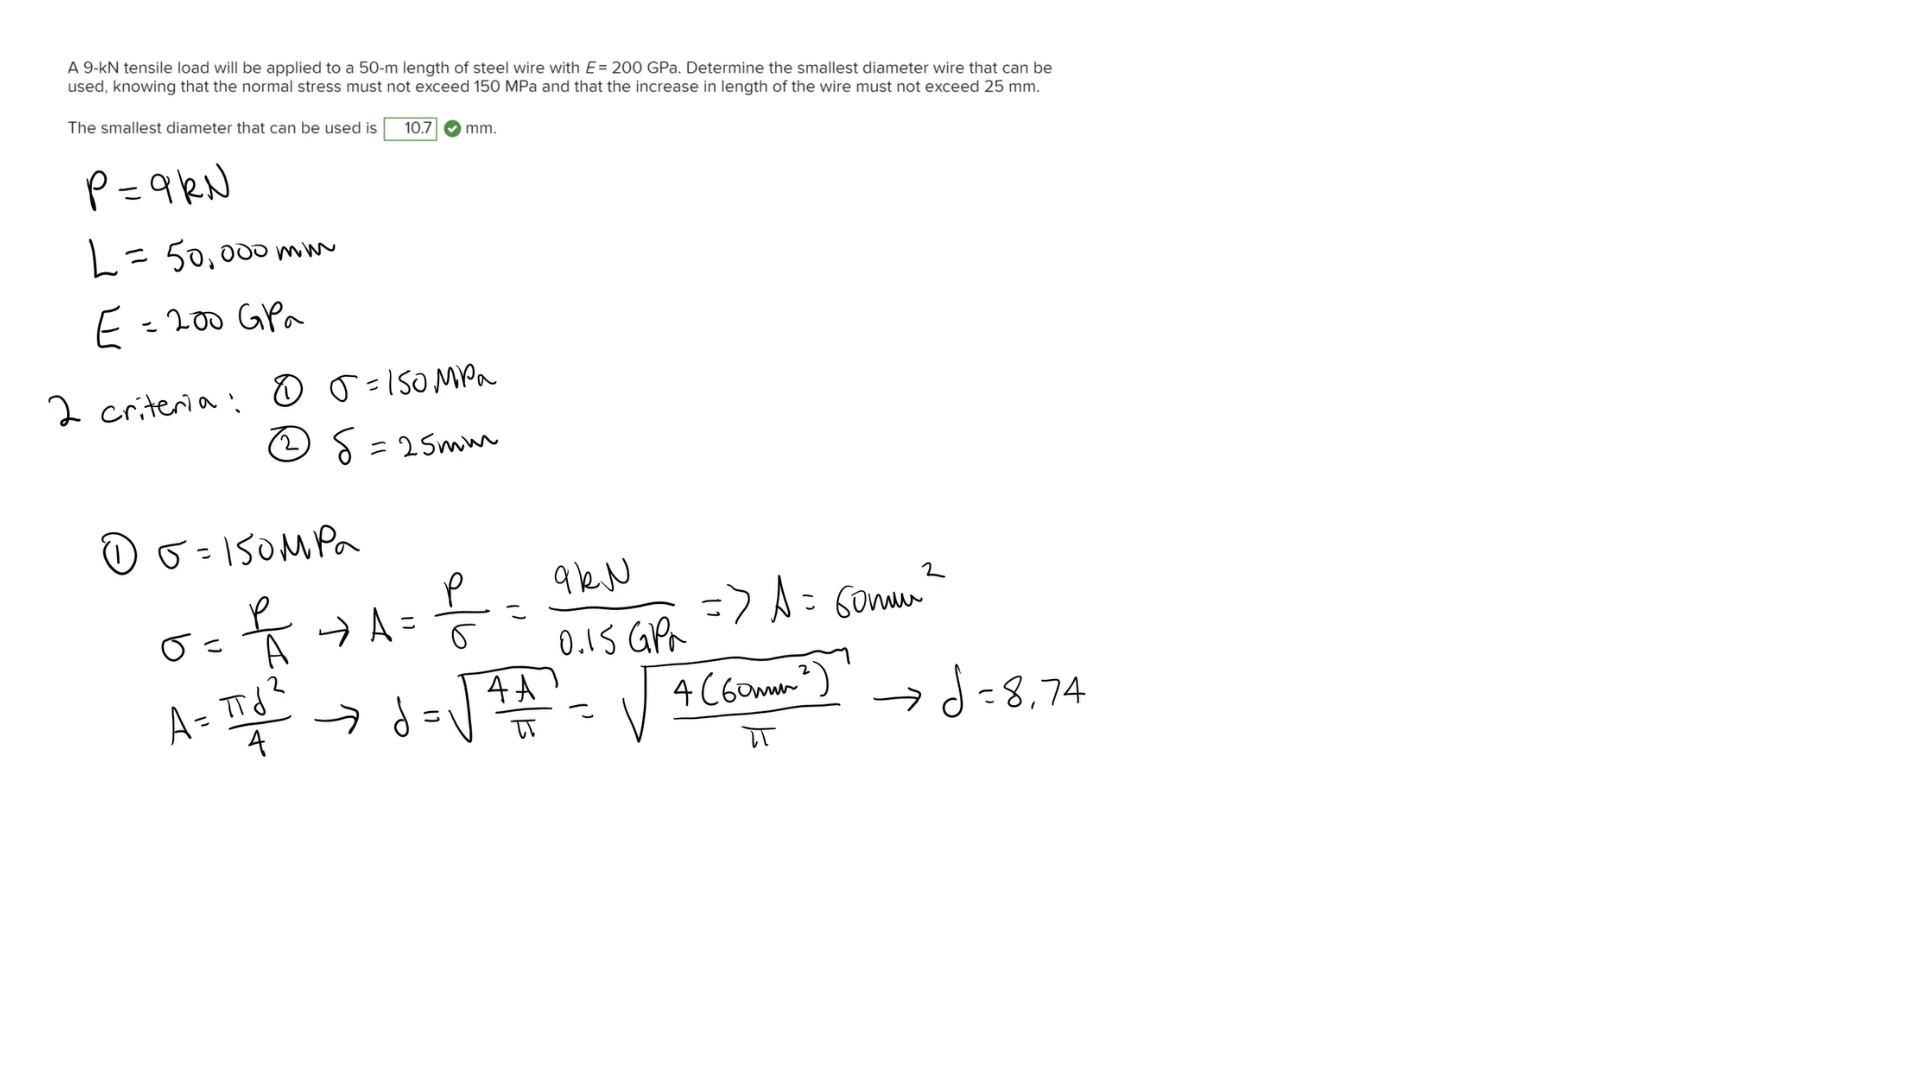 A 9-kN tensile load will be applied to a 50-m length of steel wire with E = 200 GPa. Determine the smallest diameter wire that can be
used, knowing that the normal stress must not exceed 150 MPa and that the increase in length of the wire must not exceed 25 mm.
The smallest diameter that can be used is 10.7 mm.
P = 9kN
L = 50,000 mm
E = 200 GPa
2 criteria: ① σ = 150MPa
② δ = 25mm
① σ = 150MPa
σ = P/A → A = P/σ = 9kN/0.15 GPa => A = 60mm²
A = πd²/4 → d = √(4A/π) = √(4(60mm²)/π) → d = 8.74